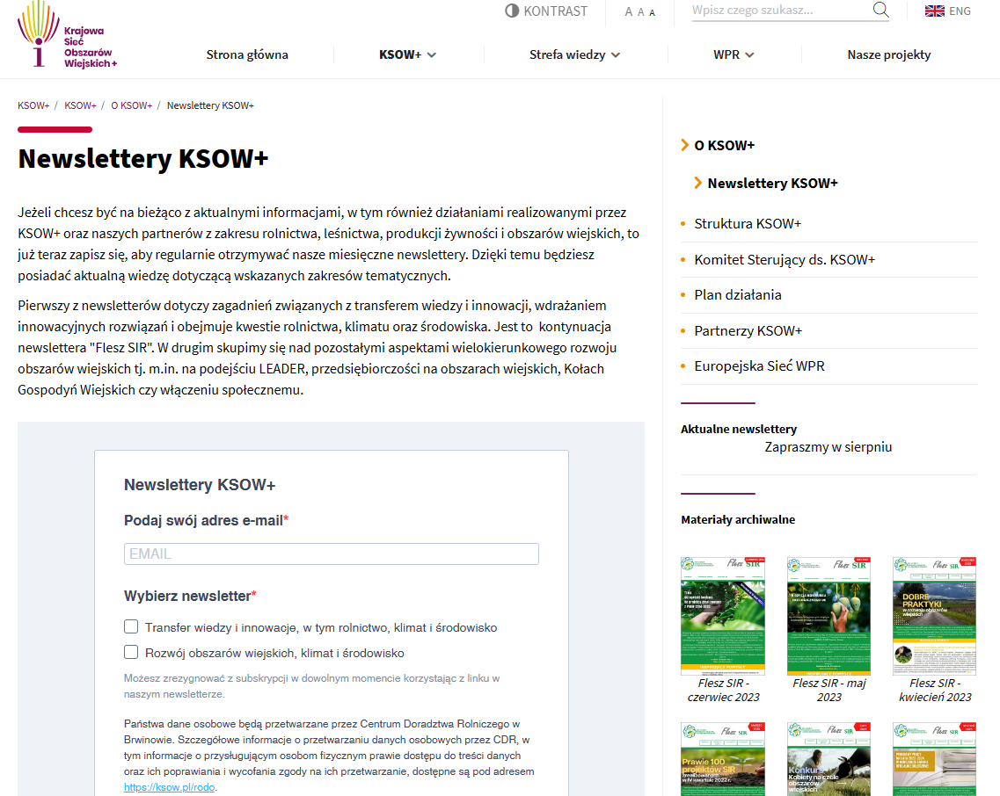 Krajowa
Sieć
Obszarów
Wiejskich +
KONTRAST
A A A
Wpisz czego szukasz...
ENG
Strona główna
KSOW+
Strefa wiedzy
WPR
Nasze projekty
KSOW+ / KSOW+ / O KSOW+ / Newslettery KSOW+
Newslettery KSOW+
Jeżeli chcesz być na bieżąco z aktualnymi informacjami, w tym również działaniami realizowanymi przez
KSOW+ oraz naszych partnerów z zakresu rolnictwa, leśnictwa, produkcji żywności i obszarów wiejskich, to
już teraz zapisz się, aby regularnie otrzymywać nasze miesięczne newslettery. Dzięki temu będziesz
posiadać aktualną wiedzę dotyczącą wskazanych zakresów tematycznych.
Pierwszy z newsletterów dotyczy zagadnień związanych z transferem wiedzy i innowacji, wdrażaniem
innowacyjnych rozwiązań i obejmuje kwestie rolnictwa, klimatu oraz środowiska. Jest to kontynuacja
newslettera "Flesz SIR". W drugim skupimy się nad pozostałymi aspektami wielokierunkowego rozwoju
obszarów wiejskich tj. m.in. na podejściu LEADER, przedsiębiorczości na obszarach wiejskich, Kołach
Gospodyń Wiejskich czy włączeniu społecznemu.
Newslettery KSOW+
Podaj swój adres e-mail*
EMAIL
Wybierz newsletter*
Transfer wiedzy i innowacje, w tym rolnictwo, klimat i środowisko
Rozwój obszarów wiejskich, klimat i środowisko
Możesz zrezygnować z subskrypcji w dowolnym momencie korzystając z linku w
naszym newsletterze.
Państwa dane osobowe będą przetwarzane przez Centrum Doradztwa Rolniczego w
Brwinowie. Szczegółowe informacje o przetwarzaniu danych osobowych przez CDR, w
tym informacje o przysługującym osobom fizycznym prawie dostępu do treści danych
oraz ich poprawiania i wycofania zgody na ich przetwarzanie, dostępne są pod adresem
https://ksow.pl/rodo.
O KSOW+
Newslettery KSOW+
Struktura KSOW+
Komitet Sterujący ds. KSOW+
Plan działania
Partnerzy KSOW+
Europejska Sieć WPR
Aktualne newslettery
Zapraszmy w sierpniu
Materiały archiwalne
Flesz SIR
Flesz SIR
Flesz SIR
DOBRE
PRAKTYKI
Flesz SIR -
czerwiec 2023
Flesz SIR - maj
2023
Flesz SIR -
kwiecień 2023
Flesz SIR
Flesz SIR
Flesz SIR
Prawie 100
projektów SIR
zrealizowanych
w IV kwartale 2022 r.
Konkurs
Kobiety na czele
obszarów
wiejskich